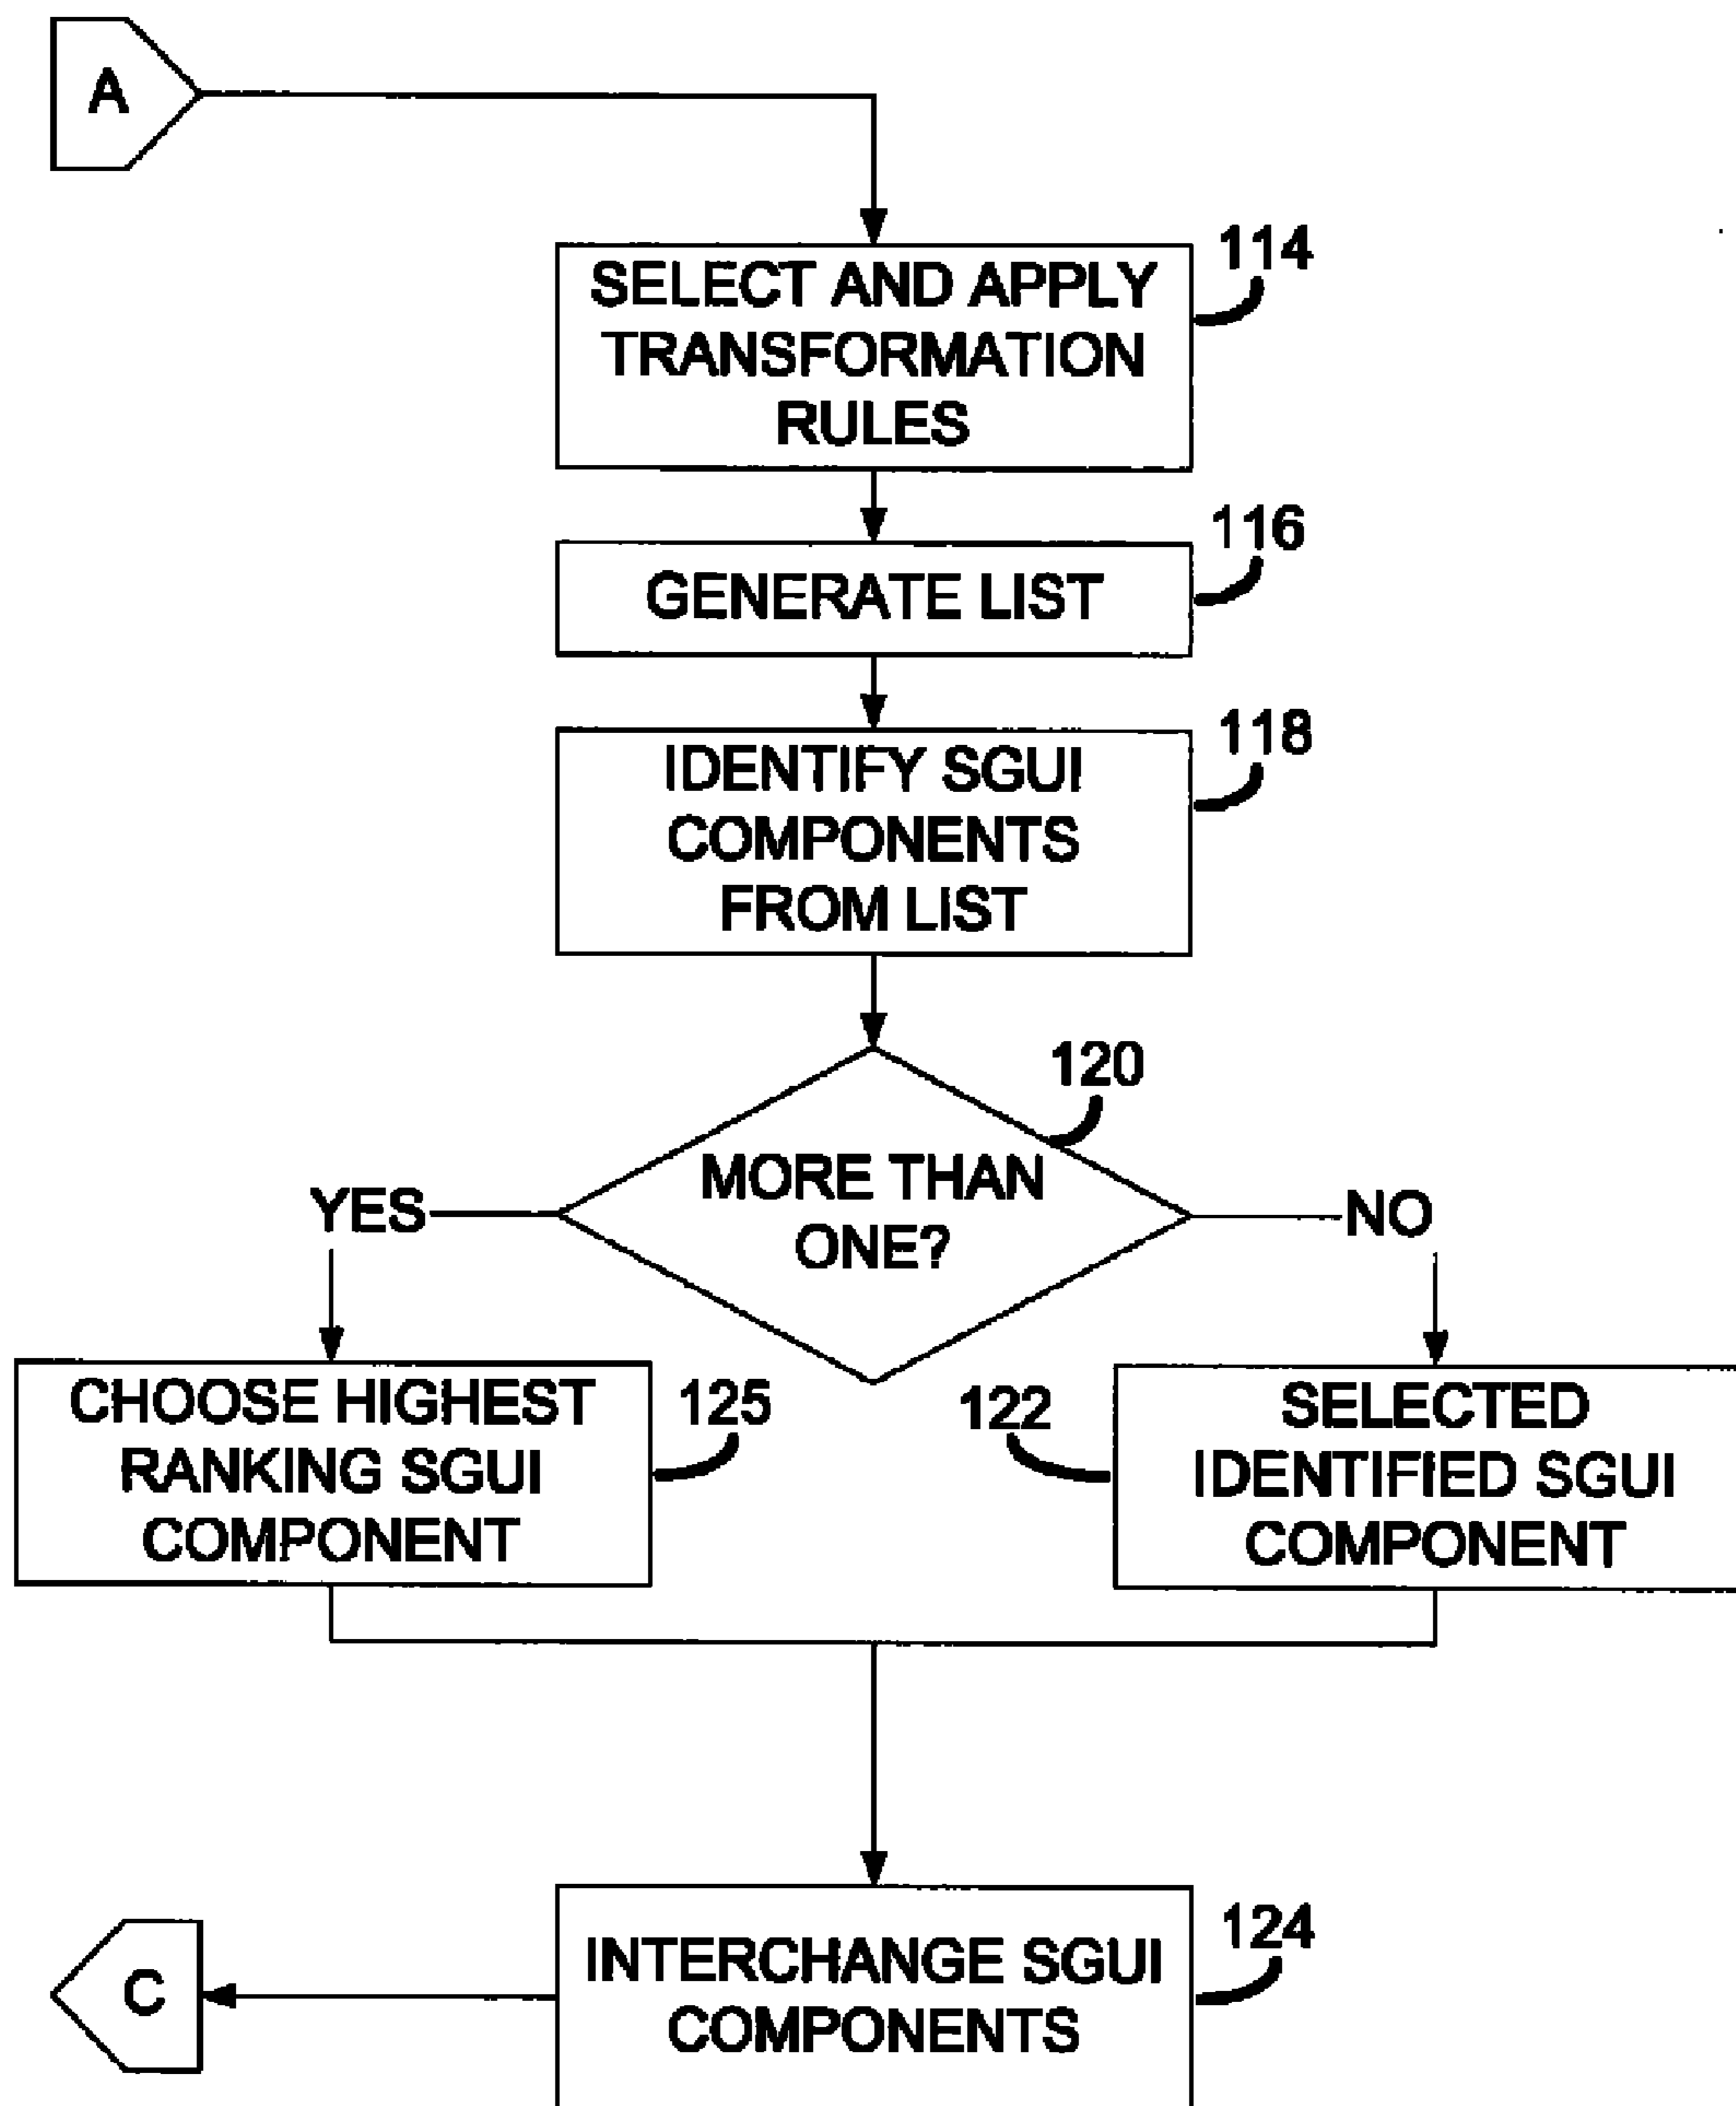 A
114
SELECT AND APPLY
TRANSFORMATION
RULES
116
GENERATE LIST
118
IDENTIFY SGUI
COMPONENTS
FROM LIST
120
MORE THAN
ONE?
YES
NO
CHOOSE HIGHEST
RANKING SGUI
COMPONENT
125
122
SELECTED
IDENTIFIED SGUI
COMPONENT
124
INTERCHANGE SGUI
COMPONENTS
C